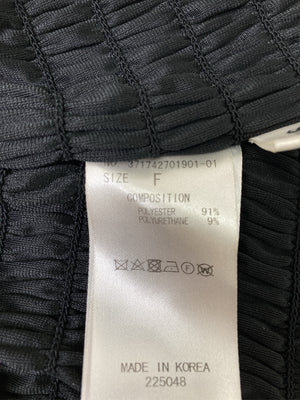 NO 371742701901-01
SIZE F
COMPOSITION
POLYESTER 91%
POLYURETHANE 9%
MADE IN KOREA
225048